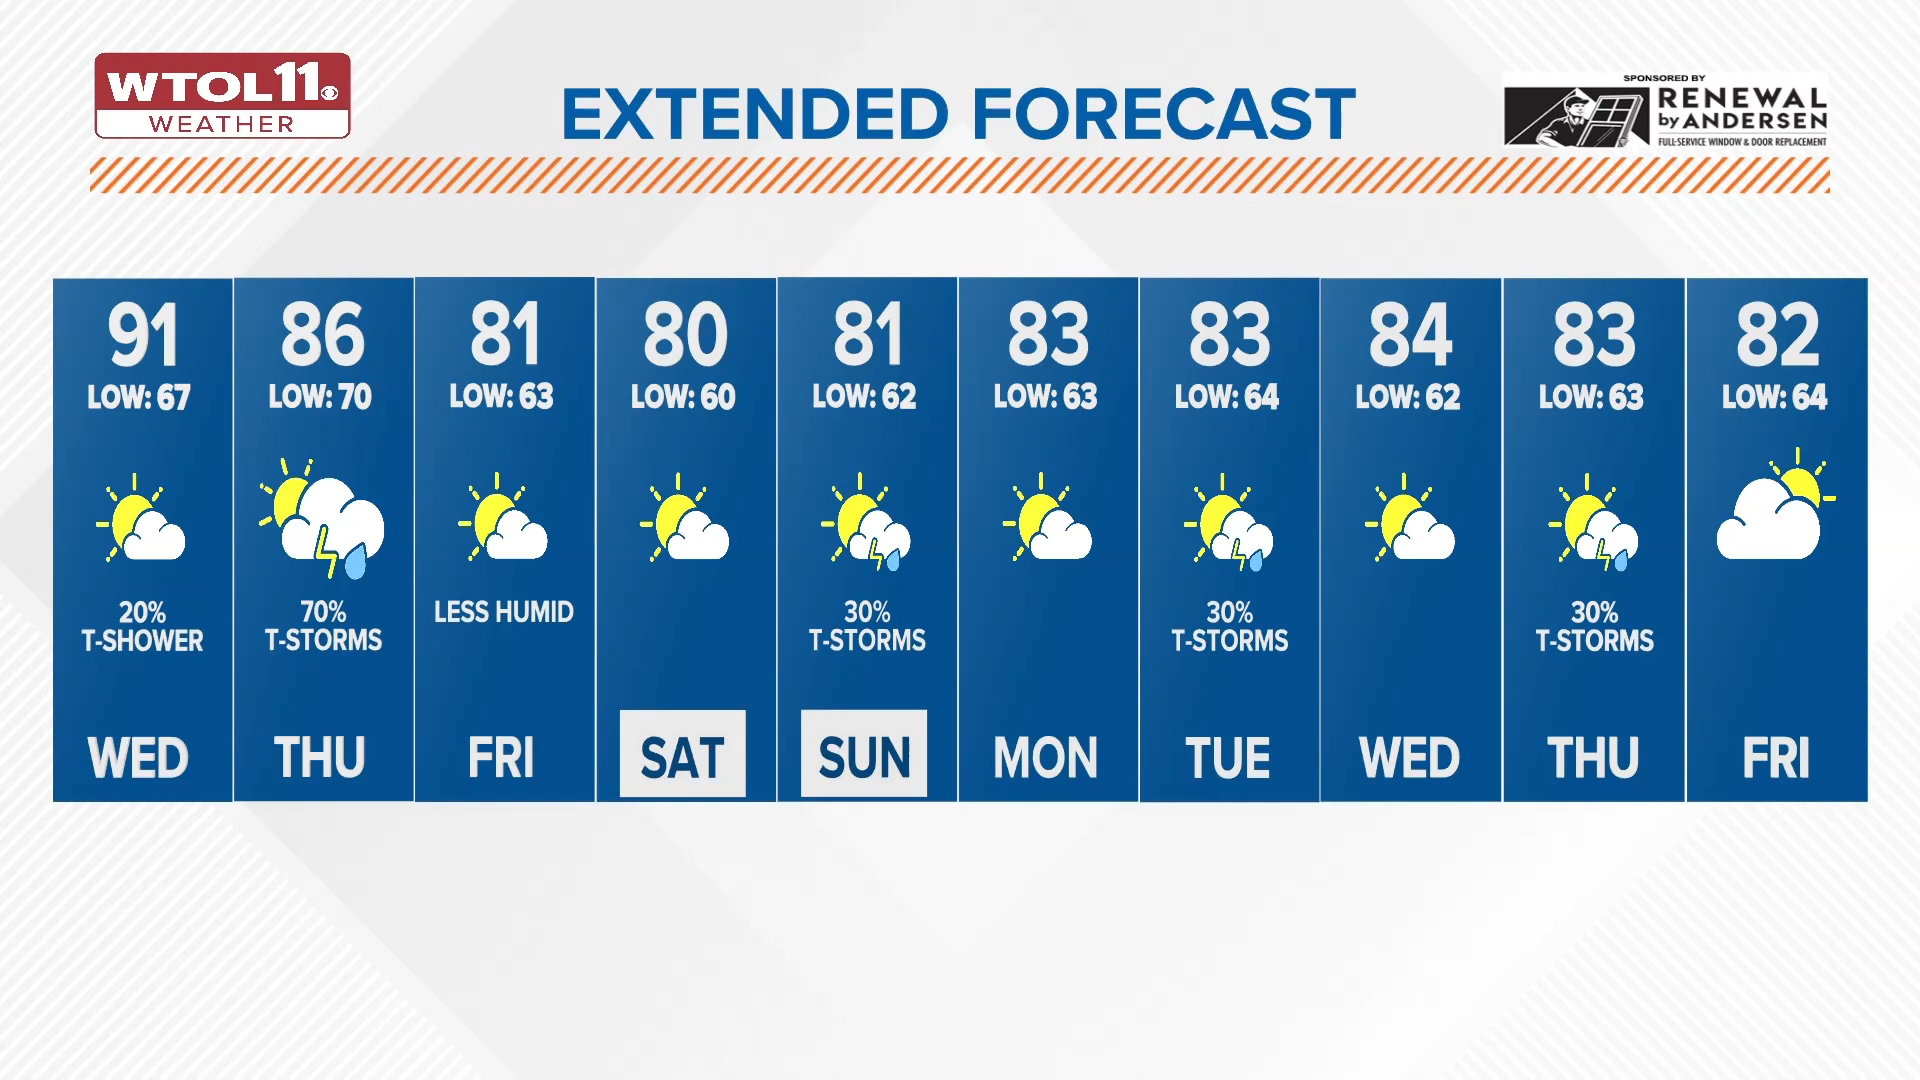 WTOL11
WEATHER
EXTENDED FORECAST
SPONSORED BY
RENEWAL
by ANDERSEN
FULL-SERVICE WINDOW & DOOR REPLACEMENT
91
LOW: 67
20%
T-SHOWER
WED
86
LOW: 70
70%
T-STORMS
THU
81
LOW: 63
LESS HUMID
FRI
80
LOW: 60
SAT
81
LOW: 62
30%
T-STORMS
SUN
83
LOW: 63
MON
83
LOW: 64
30%
T-STORMS
TUE
84
LOW: 62
WED
83
LOW: 63
30%
T-STORMS
THU
82
LOW: 64
FRI